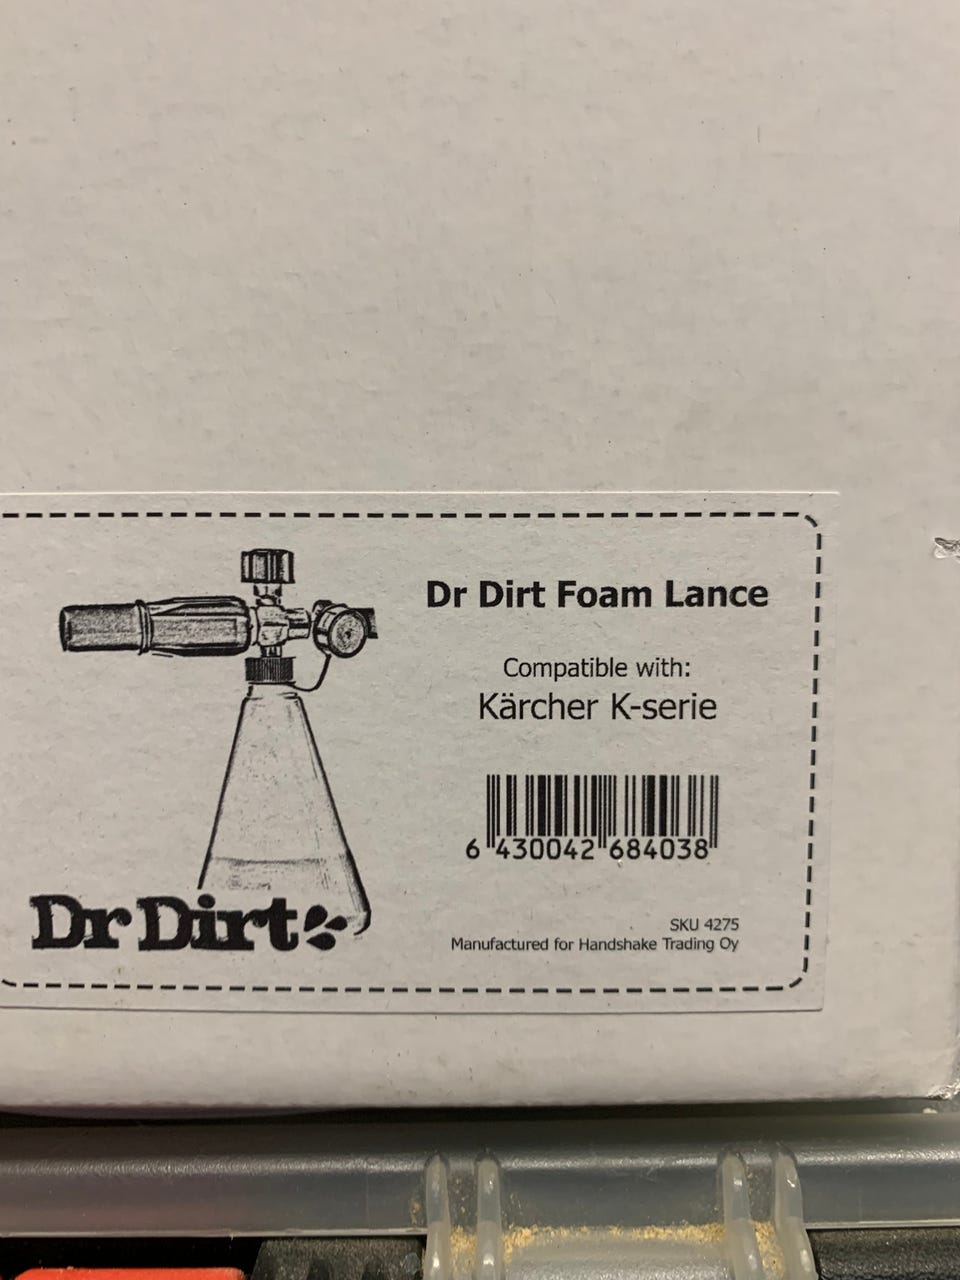 Dr Dirt Foam Lance
Compatible with:
Kärcher K-serie
6 430042 684038
Dr Dirt
SKU 4275
Manufactured for Handshake Trading Oy